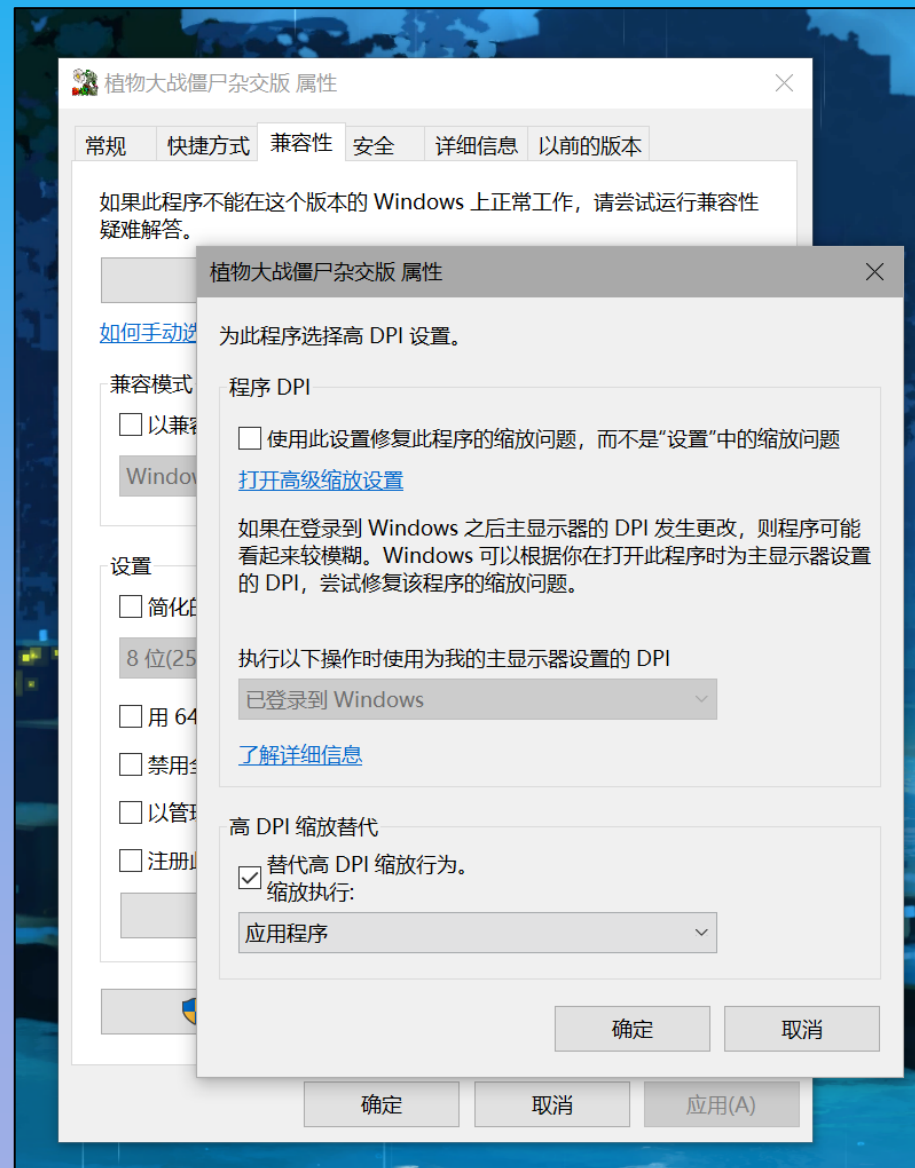 植物大战僵尸杂交版 属性
常规 快捷方式 兼容性 安全 详细信息 以前的版本
如果此程序不能在这个版本的 Windows 上正常工作，请尝试运行兼容性
疑难解答。
如何手动选
兼容模式
以兼容
Window
设置
简化的
8 位(25
用 64
禁用全
以管理
注册此
确定 取消 应用(A)
植物大战僵尸杂交版 属性
为此程序选择高 DPI 设置。
程序 DPI
使用此设置修复此程序的缩放问题，而不是“设置”中的缩放问题
打开高级缩放设置
如果在登录到 Windows 之后主显示器的 DPI 发生更改，则程序可能
看起来较模糊。Windows 可以根据你在打开此程序时为主显示器设置
的 DPI，尝试修复该程序的缩放问题。
执行以下操作时使用为我的主显示器设置的 DPI
已登录到 Windows
了解详细信息
高 DPI 缩放替代
替代高 DPI 缩放行为。
缩放执行:
应用程序
确定 取消